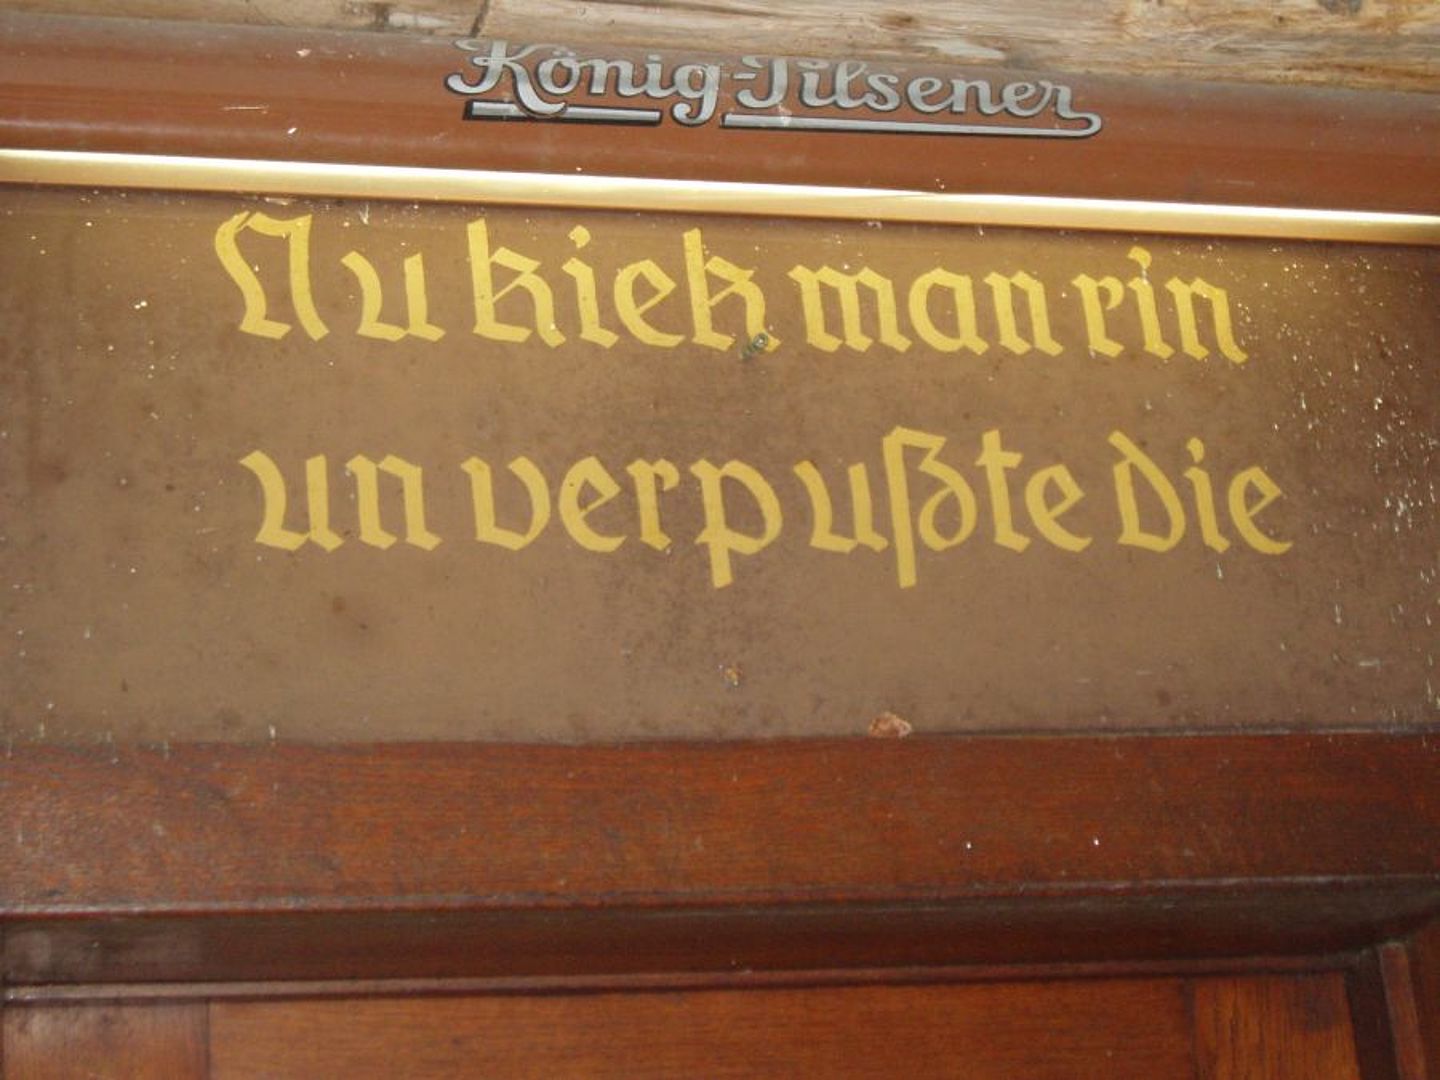 König-Pilsener
Nu kiek man rin
un verpußte die